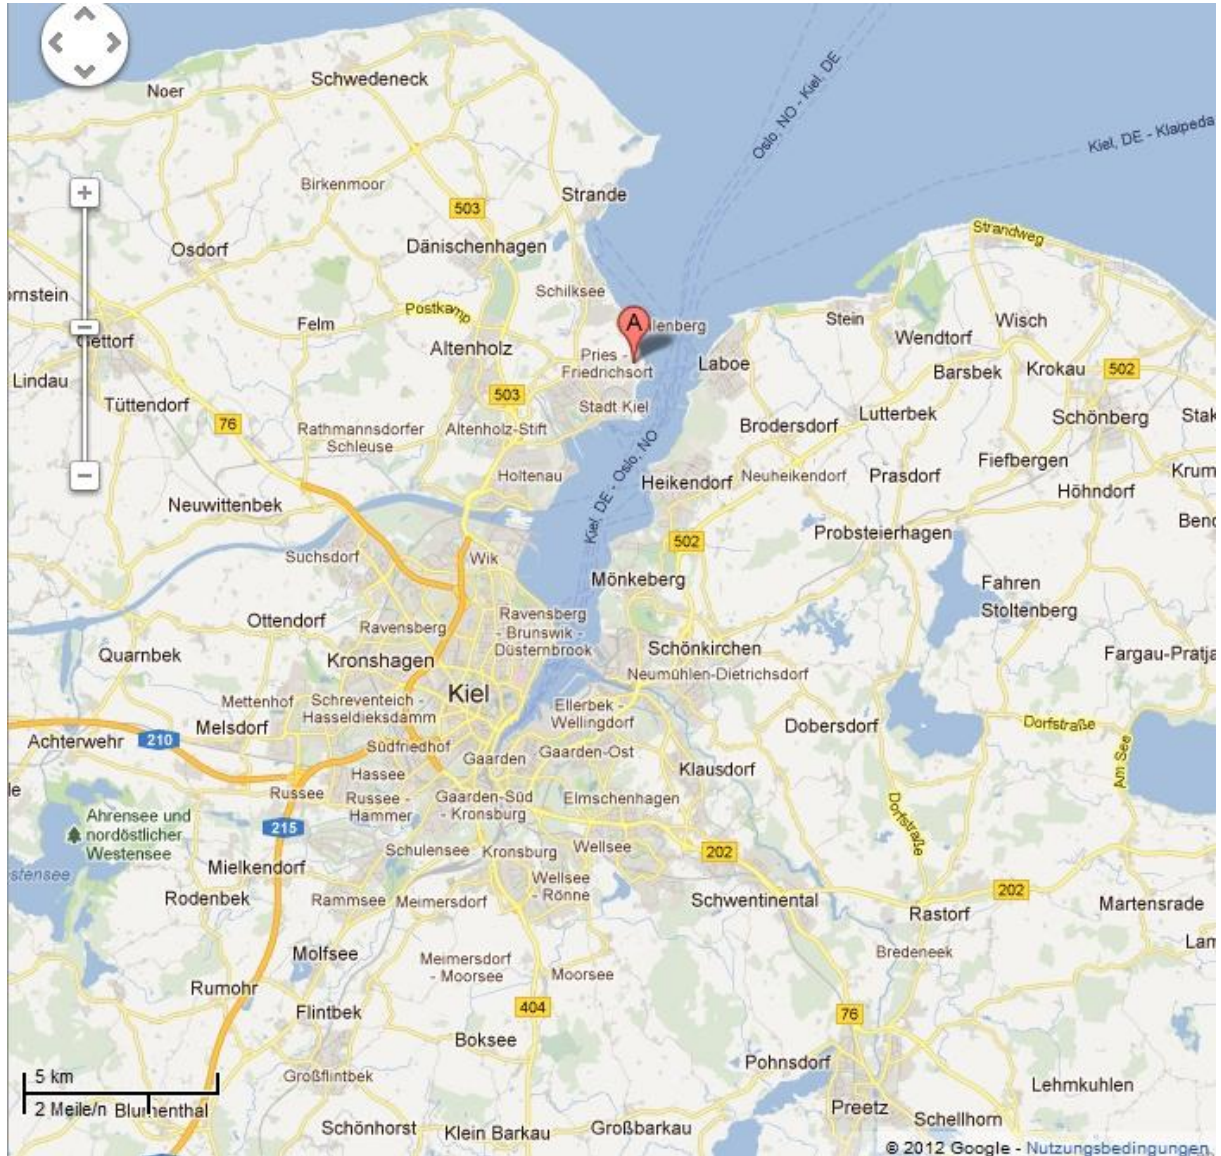 Schwedeneck
Noer
Oslo, NO - Kiel, DE
Kiel, DE - Klaipeda
Birkenmoor
Strande
503
Osdorf
Dänischenhagen
Strandweg
Schilksee
Postkamp
Felm
Stein
Wisch
Wendtorf
Gettorf
A
Altenholz
Pries -
Friedrichsort
Laboe
Barsbek
Krokau
502
Lindau
Tüttendorf
503
Stadt Kiel
Lutterbek
Schönberg
76
Rathmannsdorfer
Schleuse
Altenholz-Stift
Brodersdorf
Kiel, DE - Oslo, NO
Fiefbergen
Holtenau
Heikendorf
Neuheikendorf
Prasdorf
Höhndorf
Neuwittenbek
Probsteierhagen
502
Suchsdorf
Wik
Mönkeberg
Fahren
Stoltenberg
Ottendorf
Ravensberg
Ravensberg
- Brunswik -
Düsternbrook
Quarnbek
Kronshagen
Schönkirchen
Fargau-Pratja
Neumühlen-Dietrichsdorf
Mettenhof
Schreventeich -
Hasseldieksdamm
Kiel
Ellerbek -
Wellingdorf
Melsdorf
Dobersdorf
Dorfstraße
Achterwehr
210
Südfriedhof
Gaarden
Gaarden-Ost
Am See
Hassee
Klausdorf
Russee
Russee -
Hammer
Gaarden-Süd
- Kronsburg
Elmschenhagen
Dorfstraße
Ahrensee und
nordöstlicher
Westensee
215
Schulensee
Kronsburg
Wellsee
202
Mielkendorf
Wellsee
- Rönne
202
Rodenbek
Rammsee
Meimersdorf
Schwentinental
Rastorf
Martensrade
Molfsee
Meimersdorf
- Moorsee
Moorsee
Bredeneek
Rumohr
Flintbek
404
76
Boksee
Pohnsdorf
Großflintbek
5 km
2 Meile/n
Blumenthal
Lehmkuhlen
Preetz
Schellhorn
Schönhorst
Klein Barkau
Großbarkau
© 2012 Google - Nutzungsbedingungen